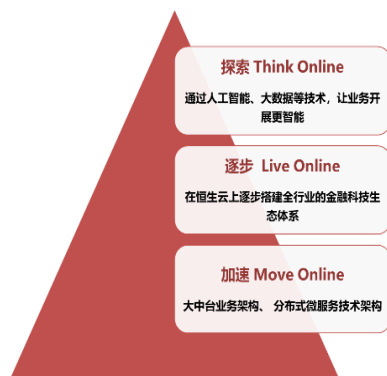 探索 Think Online
通过人工智能、大数据等技术，让业务开
展更智能
逐步 Live Online
在恒生云上逐步搭建全行业的金融科技生
态体系
加速 Move Online
大中台业务架构、 分布式微服务技术架构